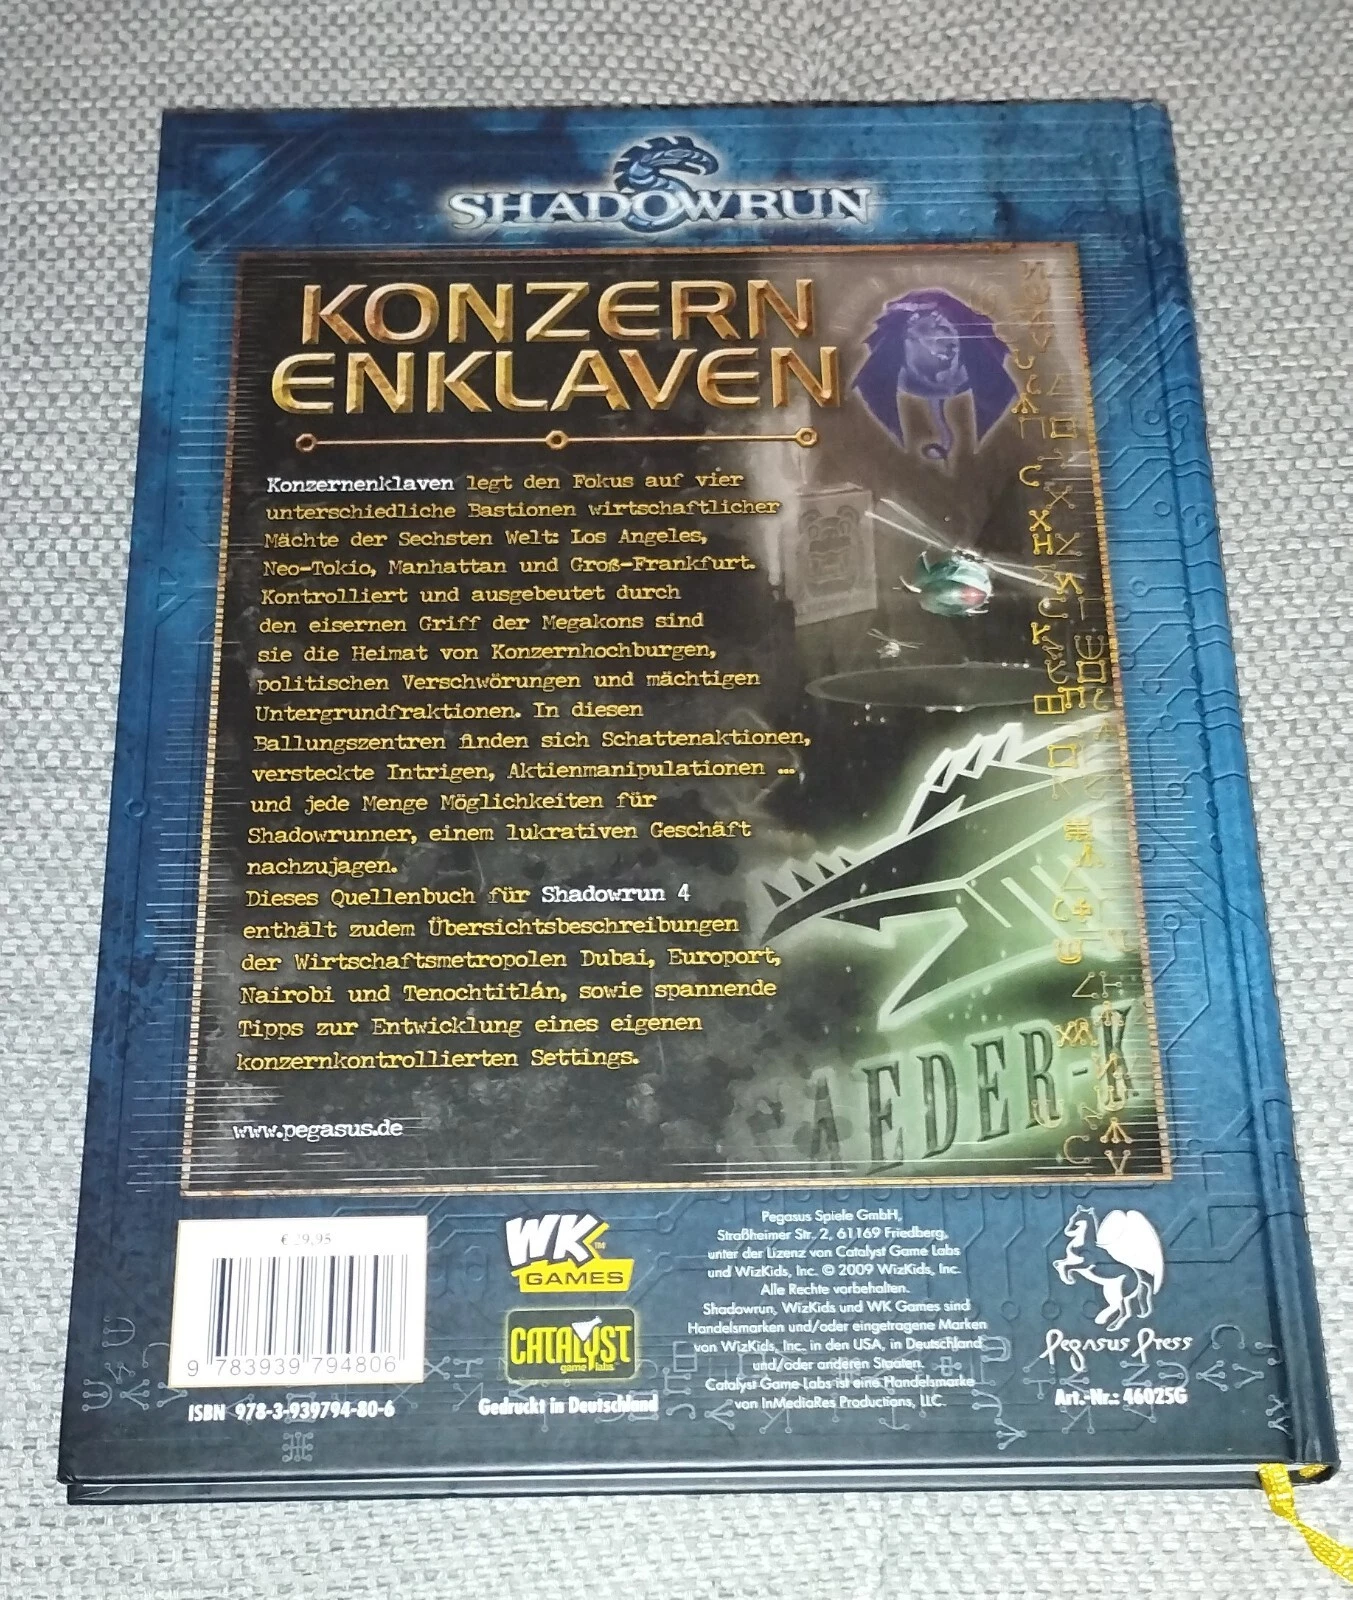 SHADOWRUN
KONZERN
ENKLAVEN
Konzernenklaven legt den Fokus auf vier
unterschiedliche Bastionen wirtschaftlicher
Mächte der Sechsten Welt: Los Angeles,
Neo-Tokio, Manhattan und Groß-Frankfurt.
Kontrolliert und ausgebeutet durch
den eisernen Griff der Megakons sind
sie die Heimat von Konzernhochburgen,
politischen Verschwörungen und mächtigen
Untergrundfraktionen. In diesen
Ballungszentren finden sich Schattenaktionen,
versteckte Intrigen, Aktienmanipulationen ...
und jede Menge Möglichkeiten für
Shadowrunner, einem lukrativen Geschäft
nachzujagen.
Dieses Quellenbuch für Shadowrun 4
enthält zudem Übersichtsbeschreibungen
der Wirtschaftsmetropolen Dubai, Europort,
Nairobi und Tenochtitlán, sowie spannende
Tipps zur Entwicklung eines eigenen
konzernkontrollierten Settings.
AEDER-K
www.pegasus.de
€ 29,95
9 783939 794806
ISBN 978-3-939794-80-6
WK™
GAMES
CATALYST
game labs
Gedruckt in Deutschland
Pegasus Spiele GmbH,
Straßheimer Str. 2, 61169 Friedberg,
unter der Lizenz von Catalyst Game Labs
und WizKids, Inc. © 2009 WizKids, Inc.
Alle Rechte vorbehalten.
Shadowrun, WizKids und WK Games sind
Handelsmarken und/oder eingetragene Marken
von WizKids, Inc. in den USA, in Deutschland
und/oder anderen Staaten.
Catalyst Game Labs ist eine Handelsmarke
von InMediaRes Productions, LLC.
Pegasus Press
Art.-Nr.: 46025G